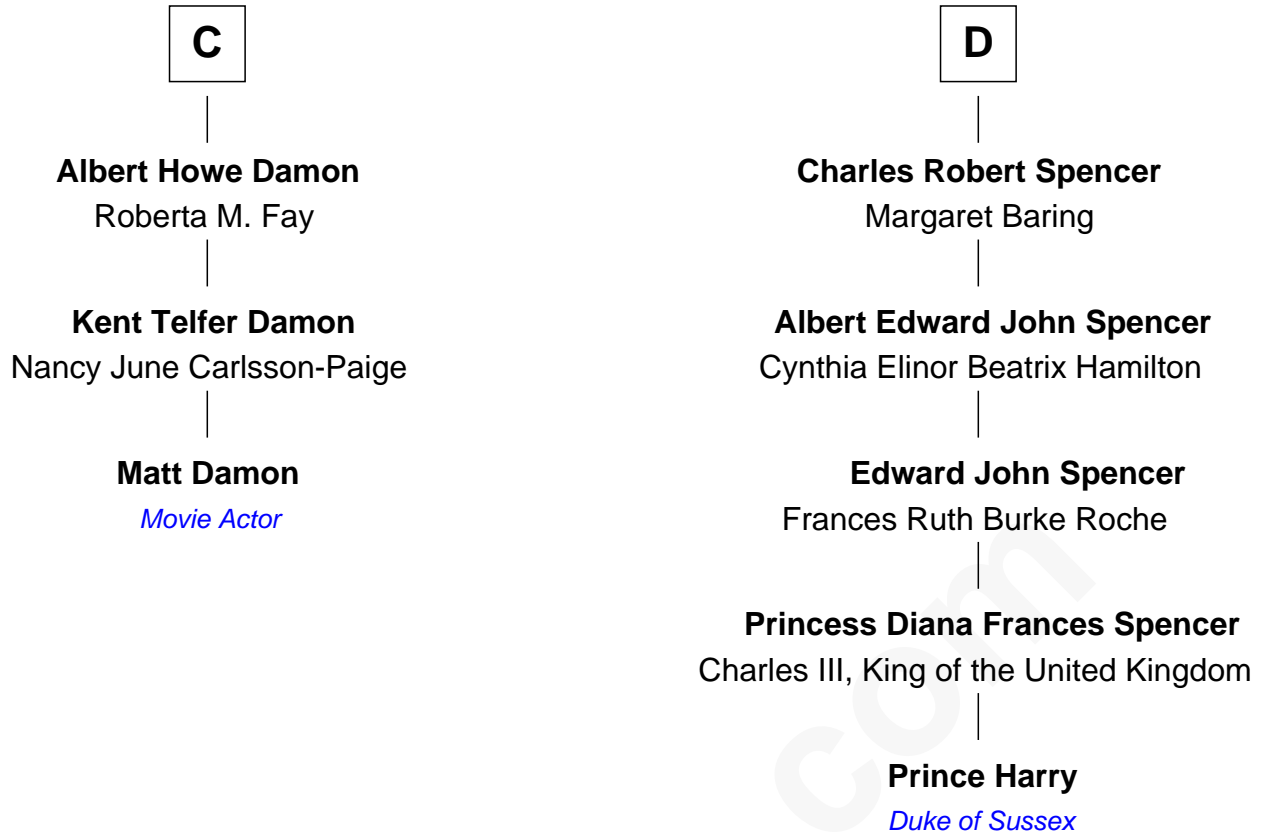 C
Albert Howe Damon
Roberta M. Fay
Kent Telfer Damon
Nancy June Carlsson-Paige
Matt Damon
Movie Actor
D
Charles Robert Spencer
Margaret Baring
Albert Edward John Spencer
Cynthia Elinor Beatrix Hamilton
Edward John Spencer
Frances Ruth Burke Roche
Princess Diana Frances Spencer
Charles III, King of the United Kingdom
Prince Harry
Duke of Sussex
com